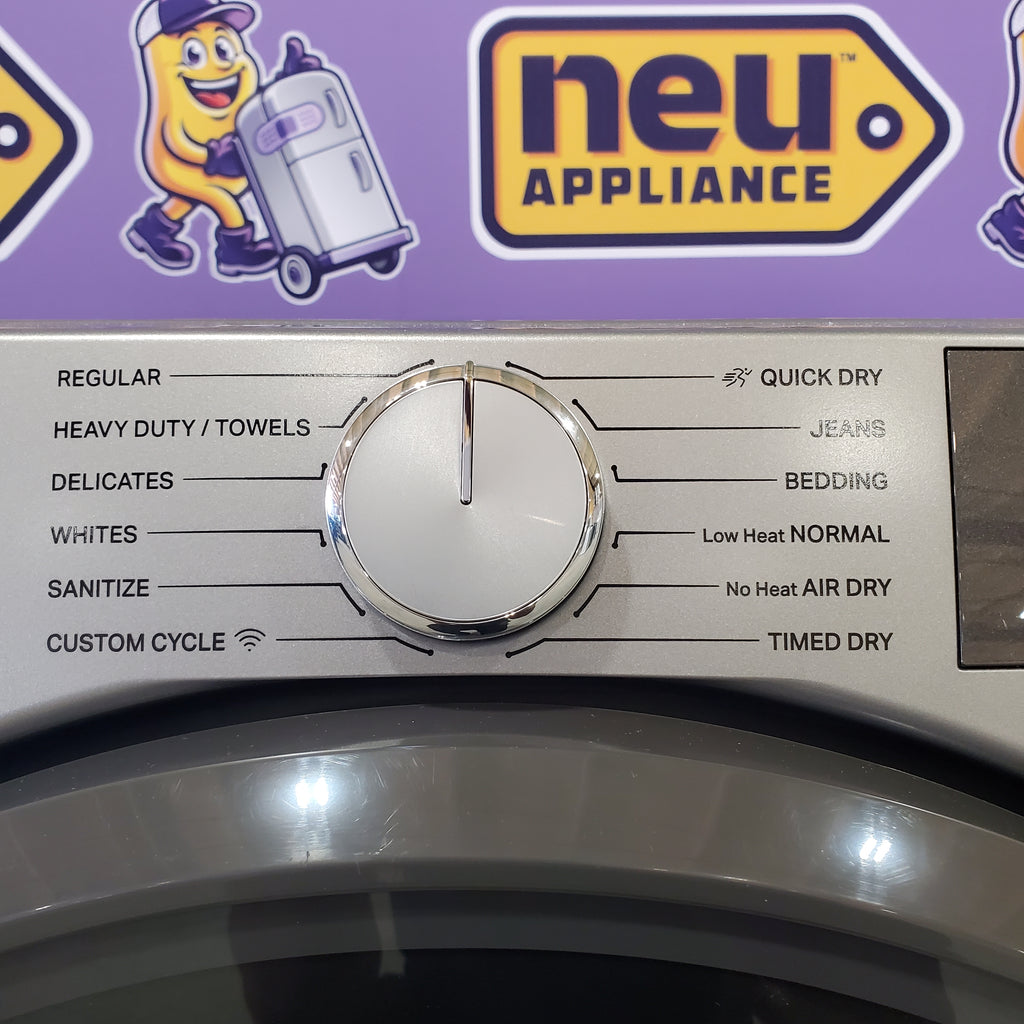 neu™
APPLIANCE
REGULAR
HEAVY DUTY / TOWELS
DELICATES
WHITES
SANITIZE
CUSTOM CYCLE
QUICK DRY
JEANS
BEDDING
Low Heat NORMAL
No Heat AIR DRY
TIMED DRY